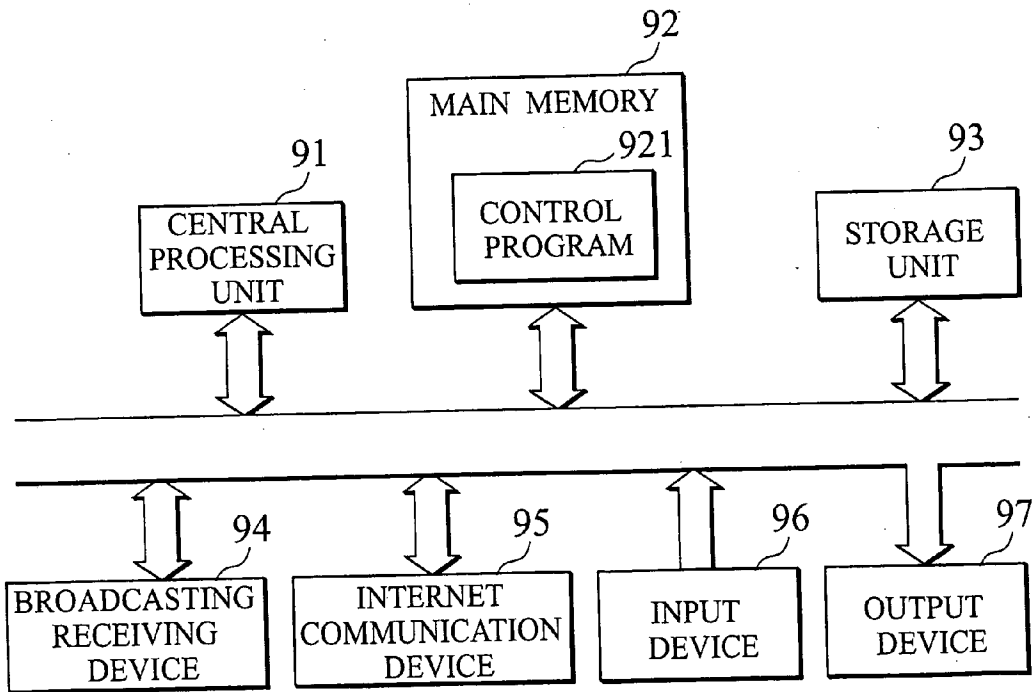 92
MAIN MEMORY
921
CONTROL
PROGRAM
91
CENTRAL
PROCESSING
UNIT
93
STORAGE
UNIT
94
BROADCASTING
RECEIVING
DEVICE
95
INTERNET
COMMUNICATION
DEVICE
96
INPUT
DEVICE
97
OUTPUT
DEVICE